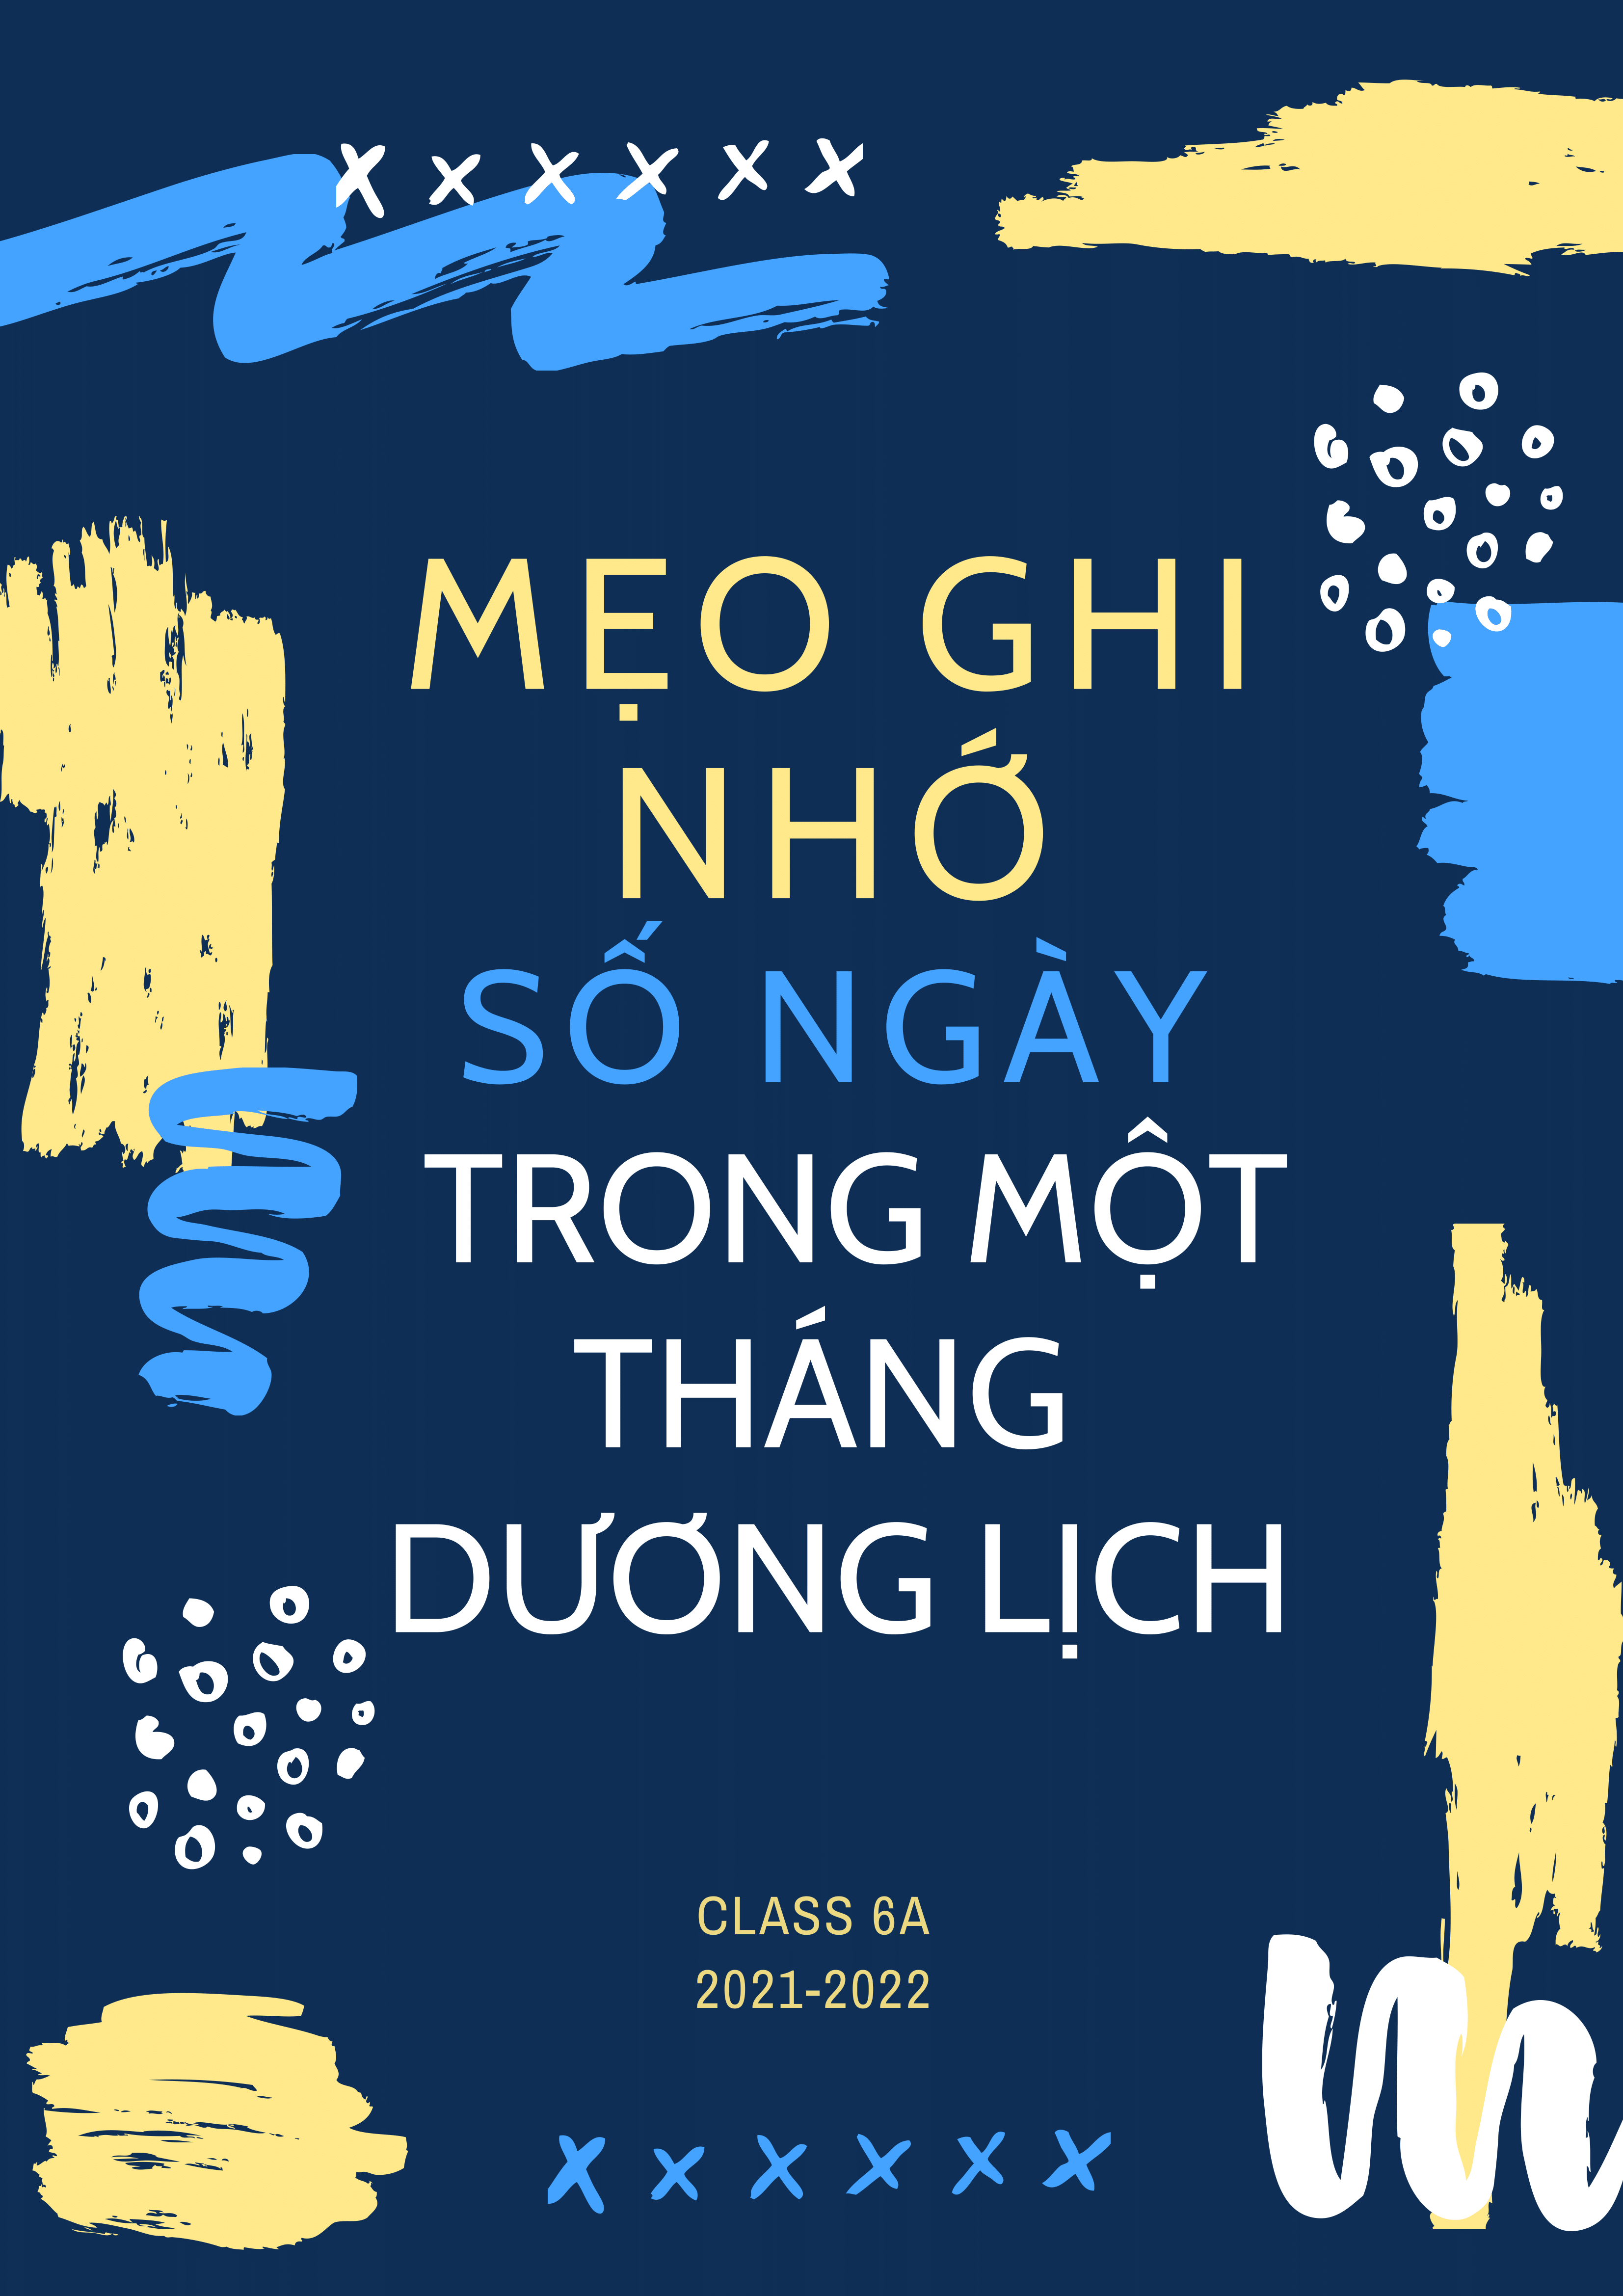 MẸO GHI
NHỚ
SỐ NGÀY
TRONG MỘT
THÁNG
DƯƠNG LỊCH
CLASS 6A
2021-2022